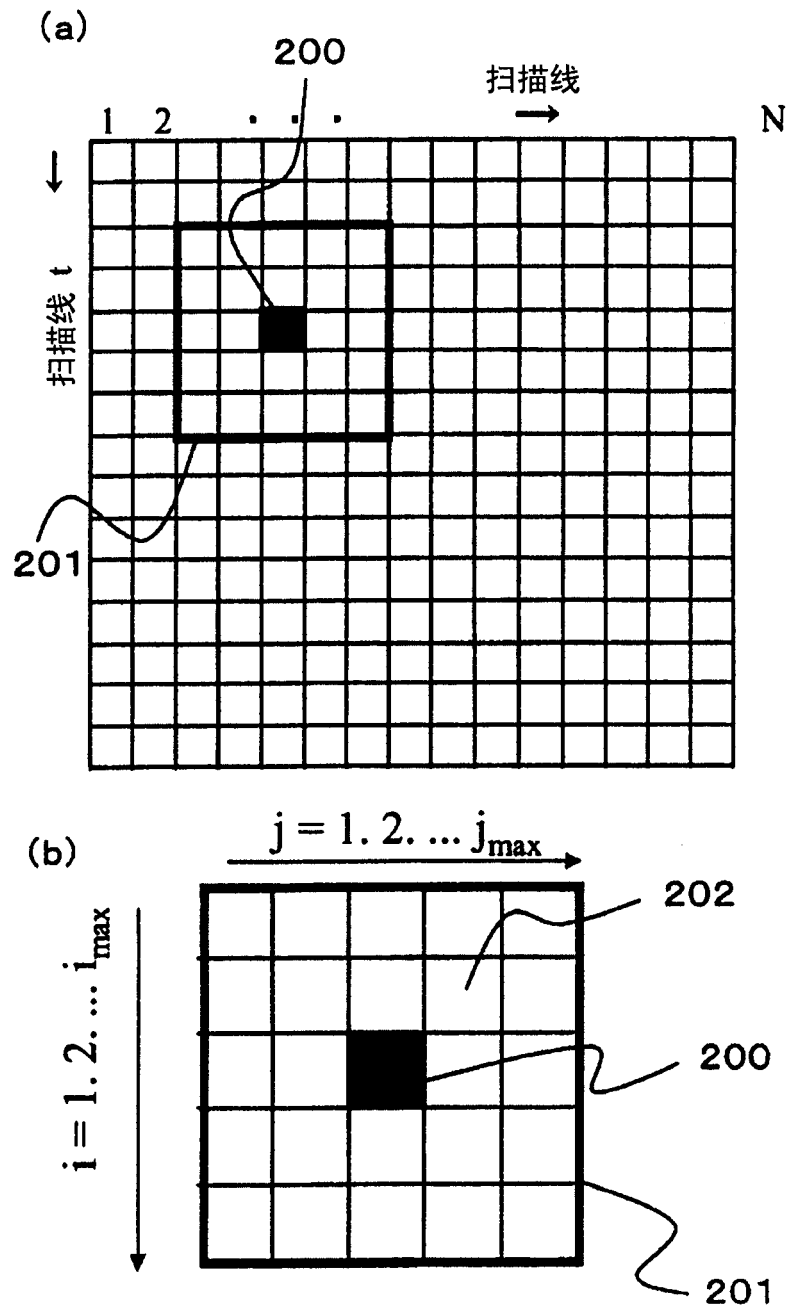 (a)
200
扫描线
→
1 2 · · · N
↓
扫描线 t
201
(b)
j = 1. 2. ... jmax
202
i = 1. 2. ... imax
200
201